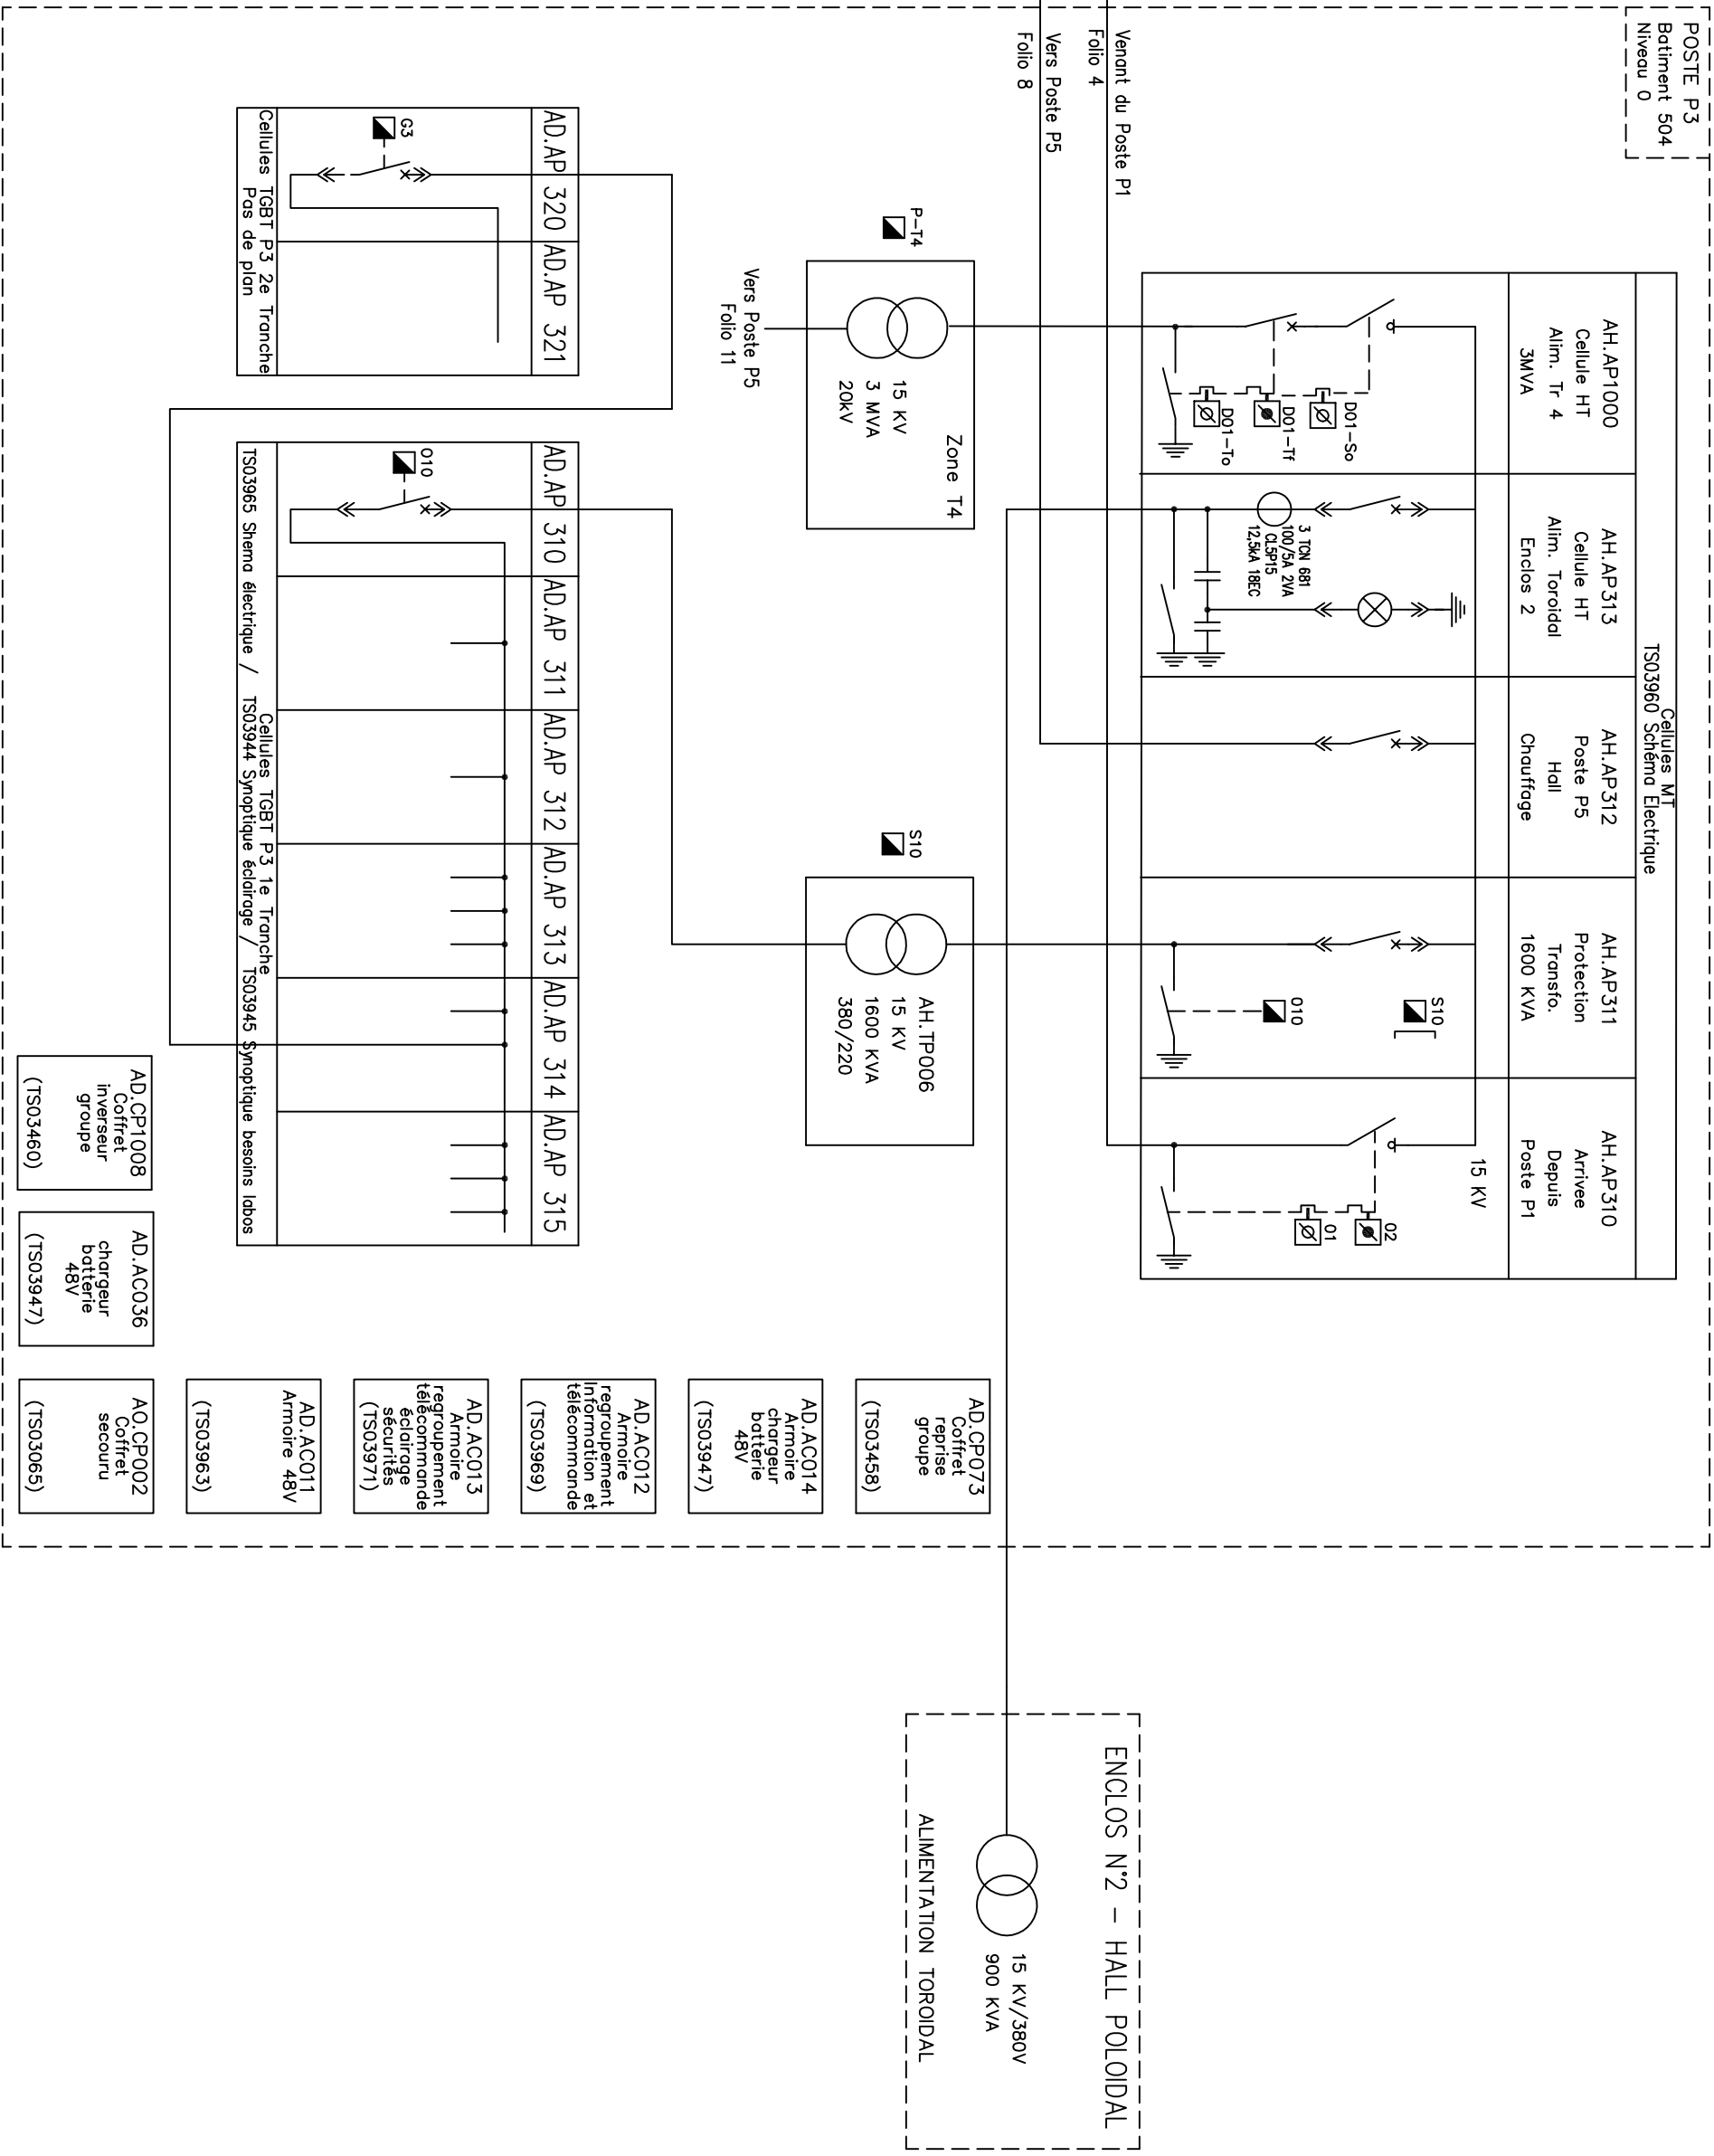 POSTE P3
Batiment 504
Niveau 0
Cellules MT
TS03960 Schéma Electrique
AH.AP1000
Cellule HT
Alim. Tr 4
3MVA
AH.AP313
Cellule HT
Alim. Toroidal
Enclos 2
AH.AP312
Poste P5
Hall
Chauffage
AH.AP311
Protection
Transfo.
1600 KVA
AH.AP310
Arrivee
Depuis
Poste P1
15 KV
D01-So
D01-Tf
D01-To
3 TCN 681
100/5A 2VA
CL5P15
12,5kA 18EC
S10
O10
O2
O1
Venant du Poste P1
Folio 4
Vers Poste P5
Folio 8
P-T4
Zone T4
15 KV
3 MVA
20kV
Vers Poste P5
Folio 11
S10
AH.TP006
15 KV
1600 KVA
380/220
ENCLOS N°2 - HALL POLOIDAL
15 KV/380V
900 KVA
ALIMENTATION TOROIDAL
AD.AP 320
AD.AP 321
G3
Cellules TGBT P3 2e Tranche
Pas de plan
AD.AP 310
AD.AP 311
AD.AP 312
AD.AP 313
AD.AP 314
AD.AP 315
O10
Cellules TGBT P3 1e Tranche
TS03965 Shema électrique / TS03944 Synoptique éclairage / TS03945 Synoptique besoins labos
AD.CP073
Coffret
reprise
groupe
(TS03458)
AD.AC014
Armoire
chargeur
batterie
48V
(TS03947)
AD.AC012
Armoire
regroupement
Information et
télécommande
(TS03969)
AD.AC013
Armoire
regroupement
télécommande
éclairage
sécurités
(TS03971)
AD.AC011
Armoire 48V
(TS03963)
AD.CP1008
Coffret
inverseur
groupe
(TS03460)
AD.AC036
chargeur
batterie
48V
(TS03947)
AO.CP002
Coffret
secouru
(TS03065)